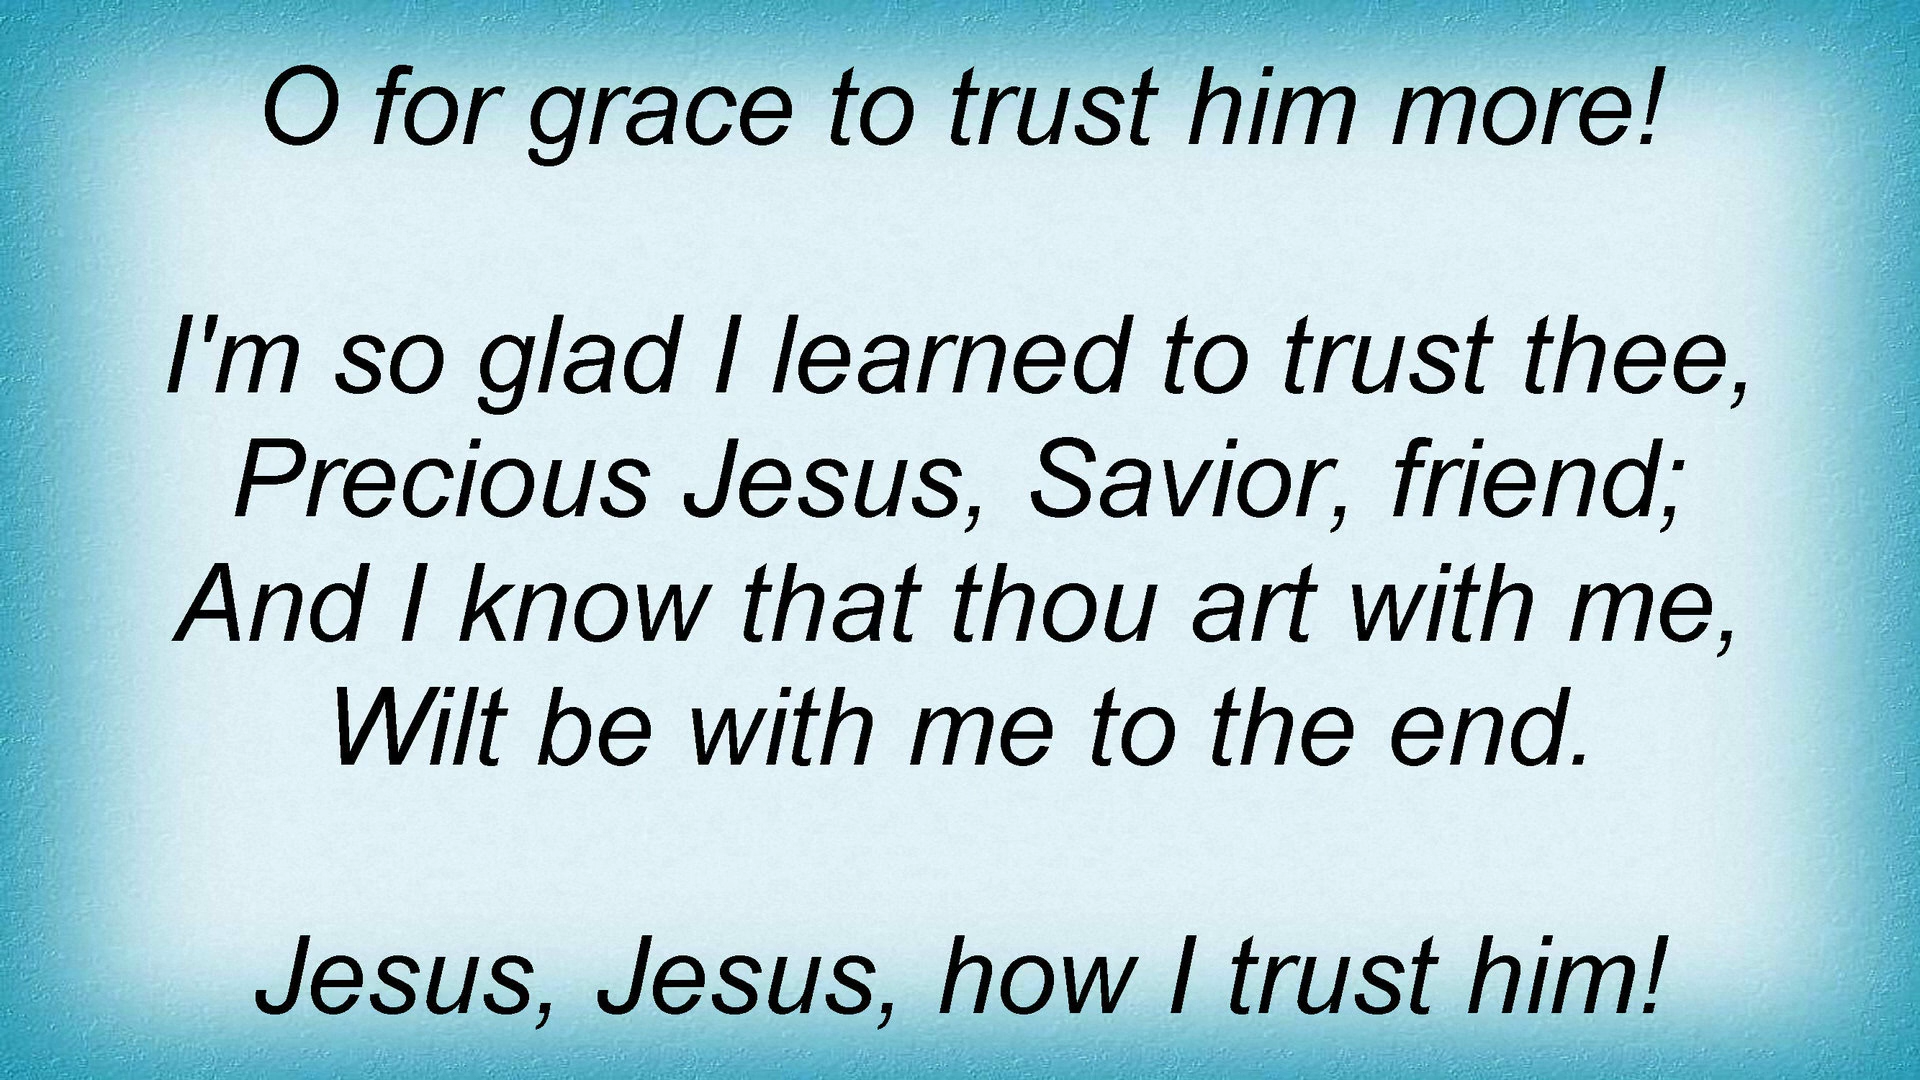 O for grace to trust him more!
I'm so glad I learned to trust thee,
Precious Jesus, Savior, friend;
And I know that thou art with me,
Wilt be with me to the end.
Jesus, Jesus, how I trust him!